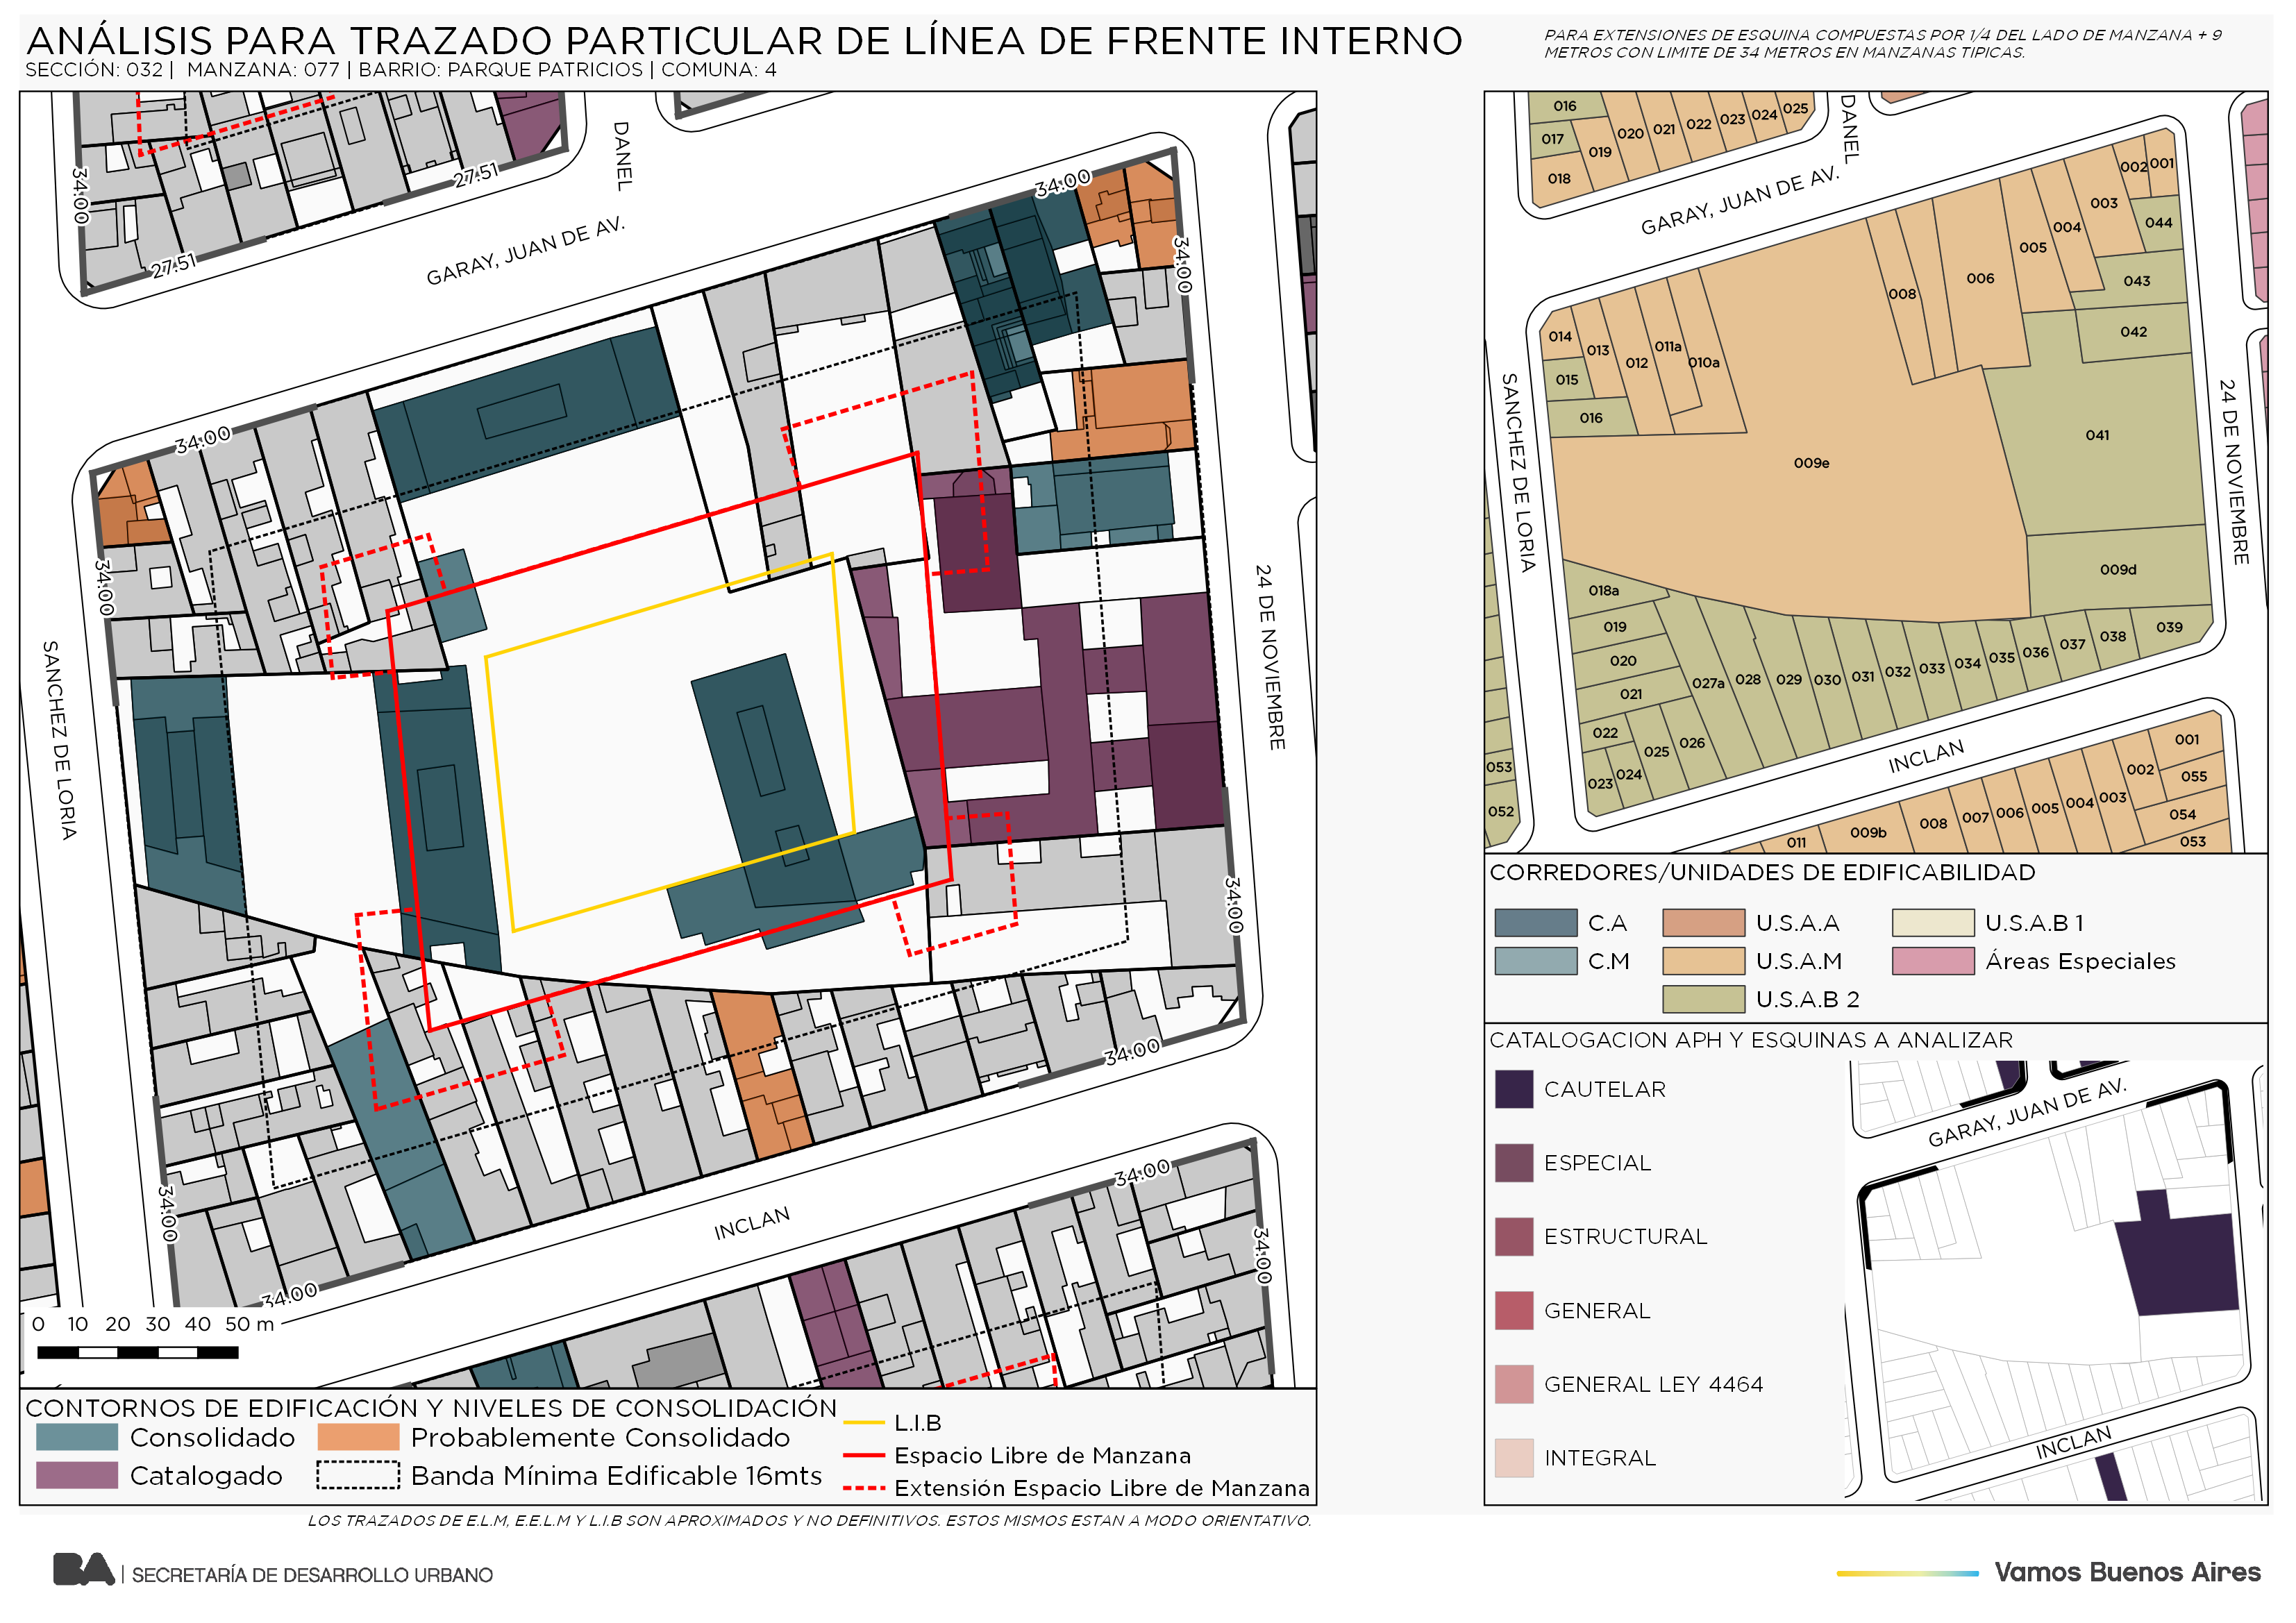 ANÁLISIS PARA TRAZADO PARTICULAR DE LÍNEA DE FRENTE INTERNO
SECCIÓN: 032 | MANZANA: 077 | BARRIO: PARQUE PATRICIOS | COMUNA: 4
PARA EXTENSIONES DE ESQUINA COMPUESTAS POR 1/4 DEL LADO DE MANZANA + 9
METROS CON LIMITE DE 34 METROS EN MANZANAS TIPICAS.
34.00
27.51
27.51
DANEL
GARAY, JUAN DE AV.
34.00
34.00
34.00
34.00
SANCHEZ DE LORIA
24 DE NOVIEMBRE
34.00
34.00
34.00
34.00
INCLAN
34.00
34.00
0 10 20 30 40 50 m
CONTORNOS DE EDIFICACIÓN Y NIVELES DE CONSOLIDACIÓN
Consolidado
Probablemente Consolidado
Catalogado
Banda Mínima Edificable 16mts
L.I.B
Espacio Libre de Manzana
Extensión Espacio Libre de Manzana
LOS TRAZADOS DE E.L.M, E.E.L.M Y L.I.B SON APROXIMADOS Y NO DEFINITIVOS. ESTOS MISMOS ESTAN A MODO ORIENTATIVO.
016
017
018
019
020
021
022
023
024
025
DANEL
GARAY, JUAN DE AV.
002
001
003
044
004
005
043
006
008
042
014
013
012
011a
010a
015
016
041
009e
009d
SANCHEZ DE LORIA
24 DE NOVIEMBRE
018a
019
020
021
022
023
024
025
026
027a
028
029
030
031
032
033
034
035
036
037
038
039
053
052
INCLAN
001
002
055
003
004
005
006
007
008
009b
011
054
053
CORREDORES/UNIDADES DE EDIFICABILIDAD
C.A
U.S.A.A
U.S.A.B 1
C.M
U.S.A.M
Áreas Especiales
U.S.A.B 2
CATALOGACION APH Y ESQUINAS A ANALIZAR
CAUTELAR
ESPECIAL
ESTRUCTURAL
GENERAL
GENERAL LEY 4464
INTEGRAL
GARAY, JUAN DE AV.
INCLAN
BA | SECRETARÍA DE DESARROLLO URBANO
Vamos Buenos Aires